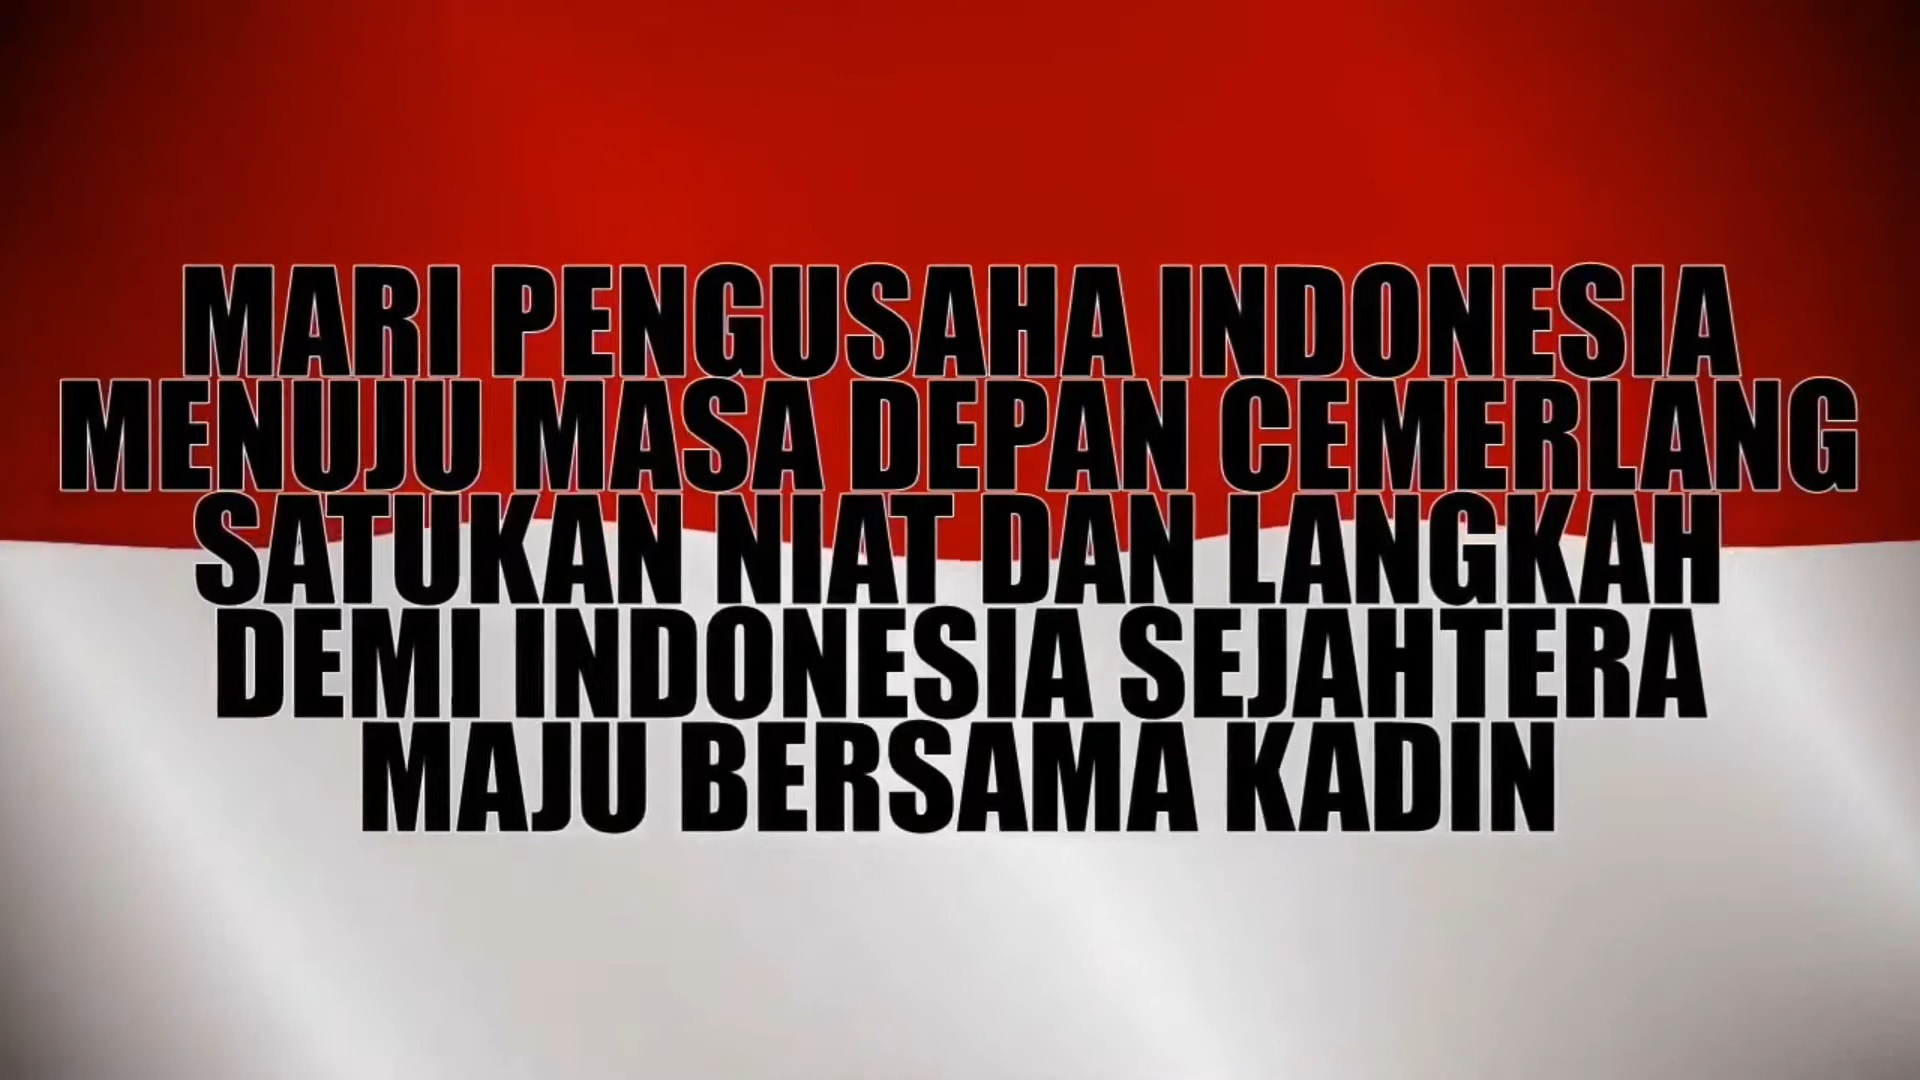 MARI PENGUSAHA INDONESIA
MENUJU MASA DEPAN CEMERLANG
SATUKAN NIAT DAN LANGKAH
DEMI INDONESIA SEJAHTERA
MAJU BERSAMA KADIN